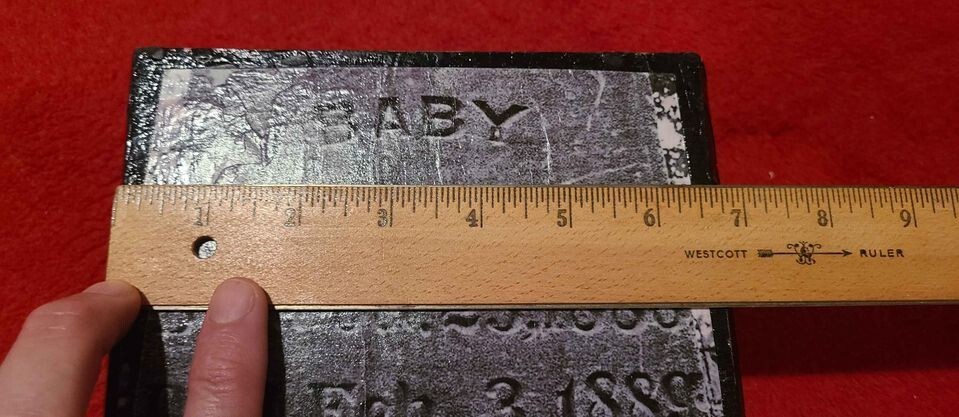 BABY
1 2 3 4 5 6 7 8 9
WESTCOTT RULER
Feb. 3, 1889